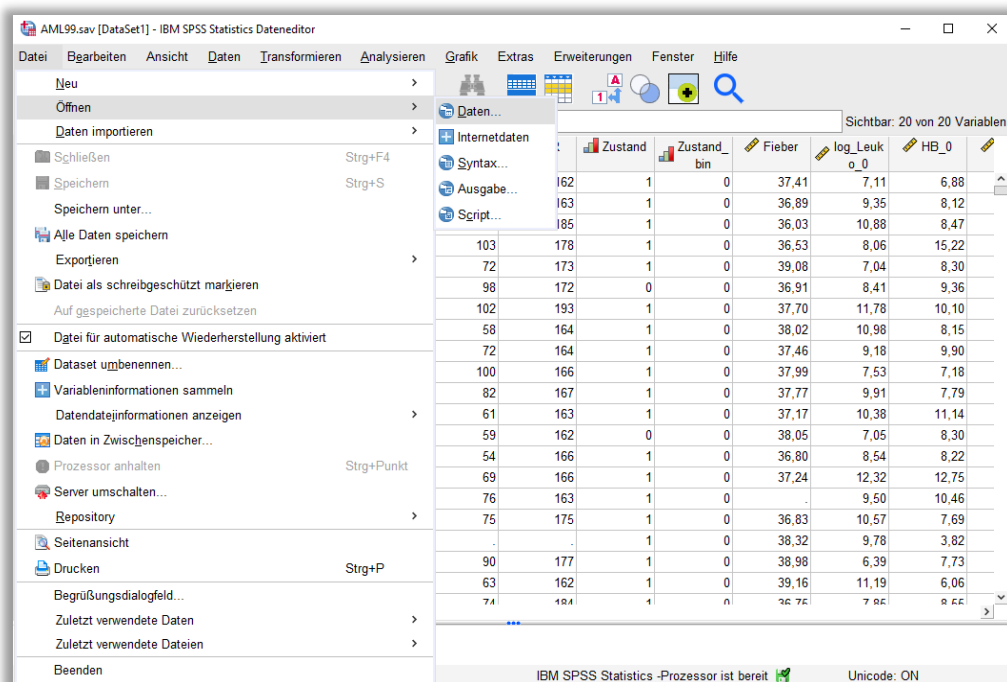 AML99.sav [DataSet1] - IBM SPSS Statistics Dateneditor
Datei Bearbeiten Ansicht Daten Transformieren Analysieren Grafik Extras Erweiterungen Fenster Hilfe
Neu
Öffnen
Daten importieren
Schließen Strg+F4
Speichern Strg+S
Speichern unter...
Alle Daten speichern
Exportieren
Datei als schreibgeschützt markieren
Auf gespeicherte Datei zurücksetzen
Datei für automatische Wiederherstellung aktiviert
Dataset umbenennen...
Variableninformationen sammeln
Datendateiinformationen anzeigen
Daten in Zwischenspeicher...
Prozessor anhalten Strg+Punkt
Server umschalten...
Repository
Seitenansicht
Drucken Strg+P
Begrüßungsdialogfeld...
Zuletzt verwendete Daten
Zuletzt verwendete Dateien
Beenden
Daten...
Internetdaten
Syntax...
Ausgabe...
Script...
A
1
Sichtbar: 20 von 20 Variablen
Zustand Zustand_bin Fieber log_Leuko_0 HB_0
162 1 0 37,41 7,11 6,88
163 1 0 36,89 9,35 8,12
185 1 0 36,03 10,88 8,47
103 178 1 0 36,53 8,06 15,22
72 173 1 0 39,08 7,04 8,30
98 172 0 0 36,91 8,41 9,36
102 193 1 0 37,70 11,78 10,10
58 164 1 0 38,02 10,98 8,15
72 164 1 0 37,46 9,18 9,90
100 166 1 0 37,99 7,53 7,18
82 167 1 0 37,77 9,91 7,79
61 163 1 0 37,17 10,38 11,14
59 162 0 0 38,05 7,05 8,30
54 166 1 0 36,80 8,54 8,22
69 166 1 0 37,24 12,32 12,75
76 163 1 0 . 9,50 10,46
75 175 1 0 36,83 10,57 7,69
. . 1 0 38,32 9,78 3,82
90 177 1 0 38,98 6,39 7,73
63 162 1 0 39,16 11,19 6,06
74 184 1 0 36,75 7,85
IBM SPSS Statistics -Prozessor ist bereit Unicode: ON